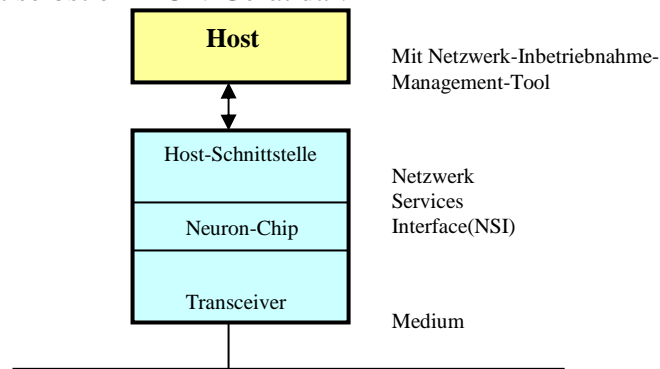 Host
Mit Netzwerk-Inbetriebnahme-
Management-Tool
Host-Schnittstelle
Netzwerk
Services
Interface(NSI)
Neuron-Chip
Transceiver
Medium